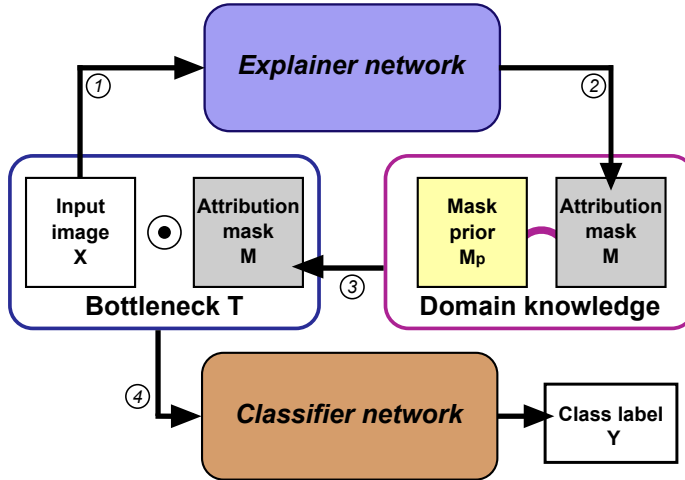 Explainer network
1
2
Input
image
X
Attribution
mask
M
Bottleneck T
3
Mask
prior
Mp
Attribution
mask
M
Domain knowledge
4
Classifier network
Class label
Y